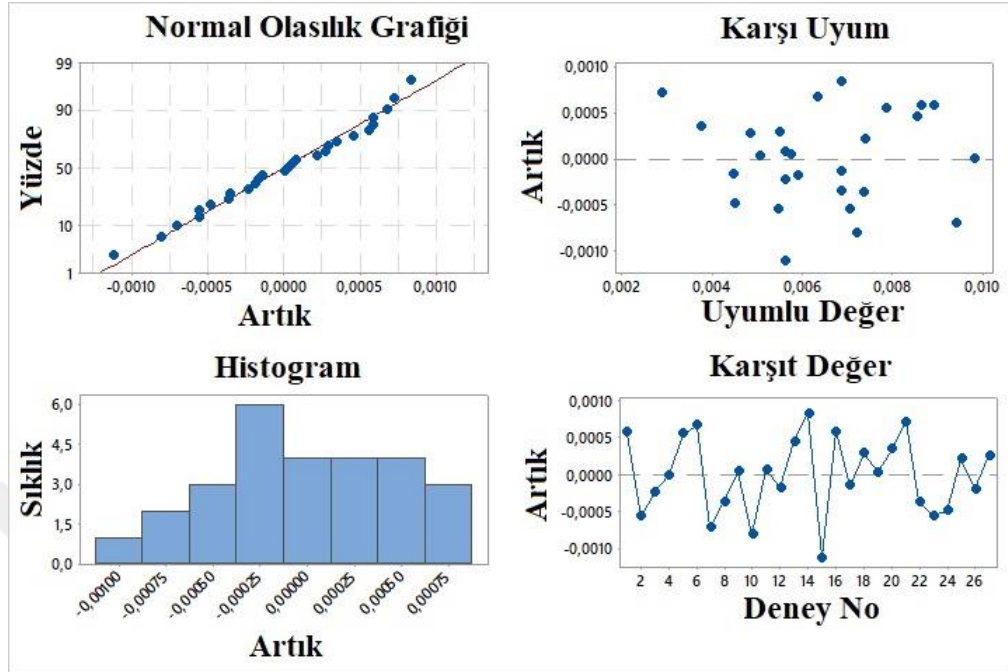 Normal Olasılık Grafiği
99
90
50
10
1
Yüzde
-0,0010 -0,0005 0,0000 0,0005 0,0010
Artık
Karşı Uyum
0,0010
0,0005
0,0000
-0,0005
-0,0010
Artık
0,002 0,004 0,006 0,008 0,010
Uyumlu Değer
Histogram
6,0
4,5
3,0
1,5
0,0
Sıklık
-0,00100 -0,00075 -0,00050 -0,00025 0,00000 0,00025 0,00050 0,00075
Artık
Karşıt Değer
0,0010
0,0005
0,0000
-0,0005
-0,0010
Artık
2 4 6 8 10 12 14 16 18 20 22 24 26
Deney No